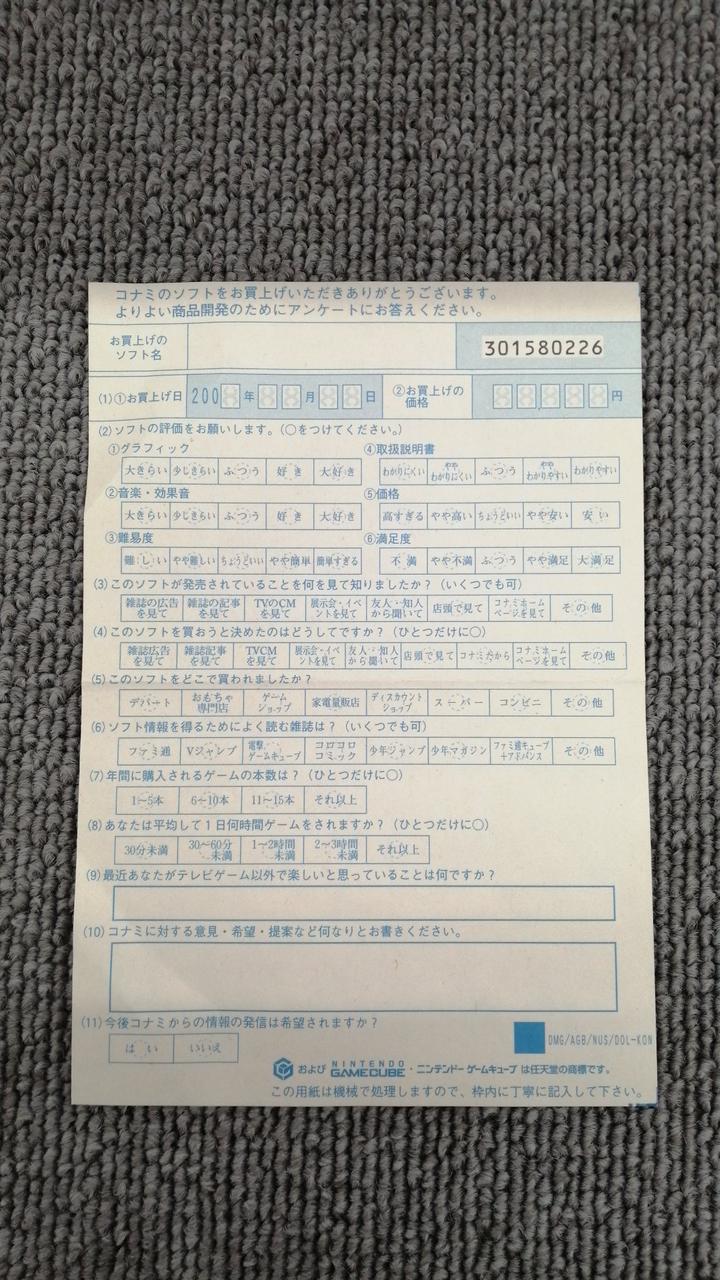 コナミのソフトをお買上げいただきありがとうございます。
よりよい商品開発のためにアンケートにお答えください。
お買上げの
ソフト名
301580226
(1)①お買上げ日 200 年 月 日 ②お買上げの価格 円
(2)ソフトの評価をお願いします。(○をつけてください。)
①グラフィック ④取扱説明書
大きらい 少しきらい ふつう 好き 大好き わかりにくい ややわかりにくい ふつう ややわかりやすい わかりやすい
②音楽・効果音 ⑤価格
大きらい 少しきらい ふつう 好き 大好き 高すぎる やや高い ちょうどいい やや安い 安い
③難易度 ⑥満足度
難しい やや難しい ちょうどいい やや簡単 簡単すぎる 不満 やや不満 ふつう やや満足 大満足
(3)このソフトが発売されていることを何を見て知りましたか？(いくつでも可)
雑誌の広告を見て 雑誌の記事を見て TVのCMを見て 展示会・イベントを見て 友人・知人から聞いて 店頭で見て コナミホームページを見て その他
(4)このソフトを買おうと決めたのはどうしてですか？(ひとつだけに○)
雑誌広告を見て 雑誌記事を見て TVCMを見て 展示会・イベントを見て 友人・知人から聞いて 店頭で見て コナミだから コナミホームページを見て その他
(5)このソフトをどこで買われましたか？
デパート おもちゃ専門店 ゲームショップ 家電量販店 ディスカウントショップ スーパー コンビニ その他
(6)ソフト情報を得るためによく読む雑誌は？(いくつでも可)
ファミ通 Vジャンプ 電撃ゲームキューブ コロコロコミック 少年ジャンプ 少年マガジン ファミ通キューブ+アドバンス その他
(7)年間に購入されるゲームの本数は？(ひとつだけに○)
1〜5本 6〜10本 11〜15本 それ以上
(8)あなたは平均して1日何時間ゲームをされますか？(ひとつだけに○)
30分未満 30〜60分未満 1〜2時間未満 2〜3時間未満 それ以上
(9)最近あなたがテレビゲーム以外で楽しいと思っていることは何ですか？
(10)コナミに対する意見・希望・提案など何なりとお書きください。
(11)今後コナミからの情報の発信は希望されますか？
はい いいえ
DMG/AGB/NUS/DOL-KON
および NINTENDO GAMECUBE・ニンテンドーゲームキューブは任天堂の商標です。
この用紙は機械で処理しますので、枠内に丁寧に記入して下さい。